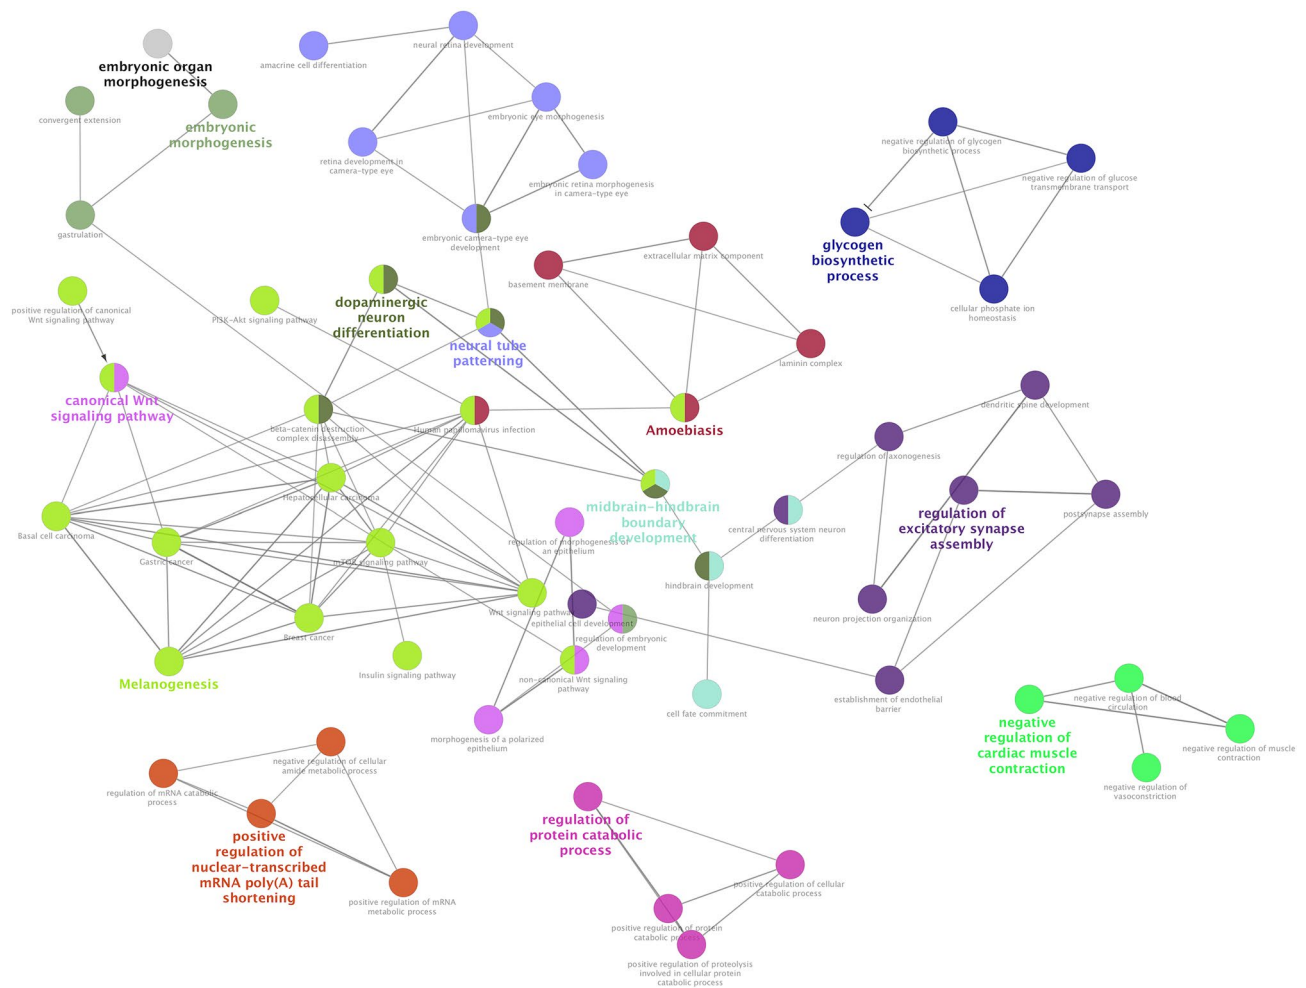 neural retina development
amacrine cell differentiation
embryonic organ
morphogenesis
convergent extension
embryonic
morphogenesis
embryonic eye morphogenesis
retina development in
camera-type eye
embryonic retina morphogenesis
in camera-type eye
negative regulation of glycogen
biosynthetic process
negative regulation of glucose
transmembrane transport
glycogen
biosynthetic
process
cellular phosphate ion
homeostasis
gastrulation
embryonic camera-type eye
development
extracellular matrix component
basement membrane
laminin complex
Amoebiasis
positive regulation of canonical
Wnt signaling pathway
PI3K-Akt signaling pathway
dopaminergic
neuron
differentiation
neural tube
patterning
canonical Wnt
signaling pathway
beta-catenin destruction
complex disassembly
Human papillomavirus infection
dendritic spine development
regulation of axonogenesis
regulation of
excitatory synapse
assembly
postsynapse assembly
Hepatocellular carcinoma
midbrain-hindbrain
boundary
development
central nervous system neuron
differentiation
Basal cell carcinoma
Gastric cancer
mTOR signaling pathway
regulation of morphogenesis of
an epithelium
hindbrain development
Wnt signaling pathway
epithelial cell development
regulation of embryonic
development
neuron projection organization
Breast cancer
Insulin signaling pathway
non-canonical Wnt signaling
pathway
Melanogenesis
cell fate commitment
establishment of endothelial
barrier
morphogenesis of a polarized
epithelium
negative regulation of blood
circulation
negative
regulation of
cardiac muscle
contraction
negative regulation of muscle
contraction
negative regulation of
vasoconstriction
negative regulation of cellular
amide metabolic process
regulation of mRNA catabolic
process
positive
regulation of
nuclear-transcribed
mRNA poly(A) tail
shortening
positive regulation of mRNA
metabolic process
regulation of
protein catabolic
process
positive regulation of cellular
catabolic process
positive regulation of protein
catabolic process
positive regulation of proteolysis
involved in cellular protein
catabolic process